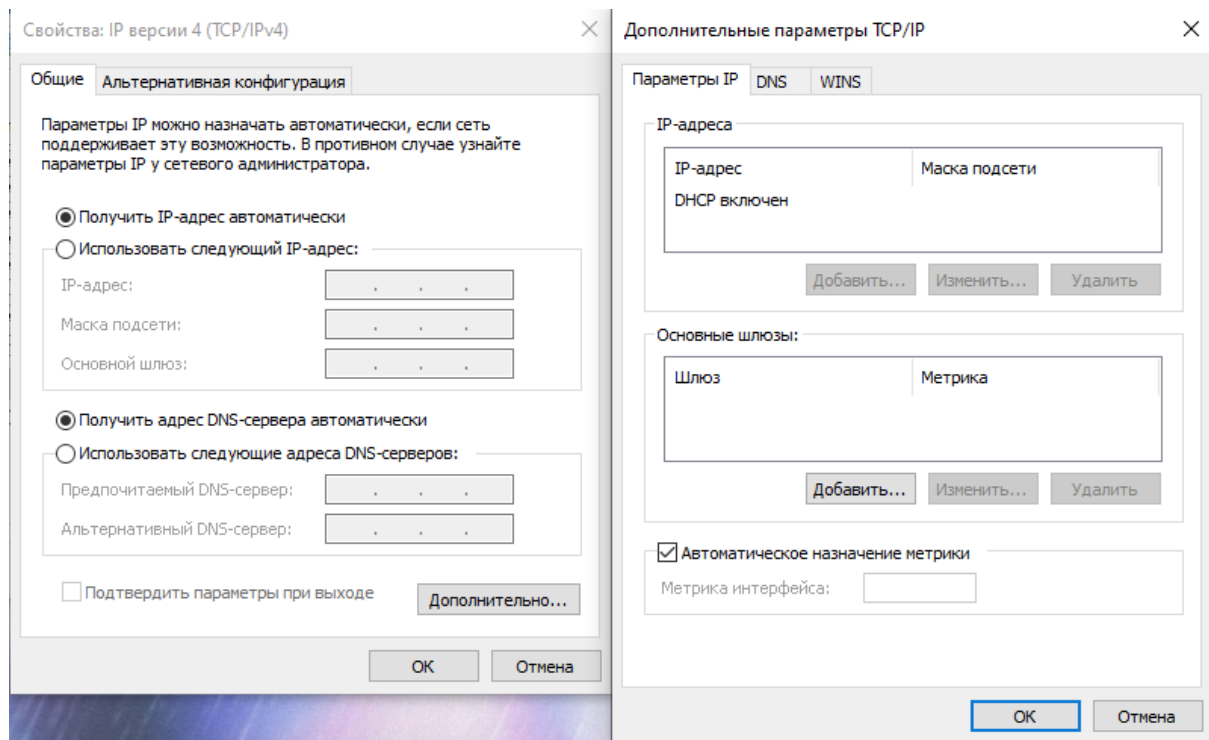 Свойства: IP версии 4 (TCP/IPv4)
Общие
Альтернативная конфигурация
Параметры IP можно назначать автоматически, если сеть
поддерживает эту возможность. В противном случае узнайте
параметры IP у сетевого администратора.
Получить IP-адрес автоматически
Использовать следующий IP-адрес:
IP-адрес:
Маска подсети:
Основной шлюз:
Получить адрес DNS-сервера автоматически
Использовать следующие адреса DNS-серверов:
Предпочитаемый DNS-сервер:
Альтернативный DNS-сервер:
Подтвердить параметры при выходе
Дополнительно...
ОК
Отмена
Дополнительные параметры TCP/IP
Параметры IP
DNS
WINS
IP-адреса
IP-адрес
Маска подсети
DHCP включен
Добавить...
Изменить...
Удалить
Основные шлюзы:
Шлюз
Метрика
Добавить...
Изменить...
Удалить
Автоматическое назначение метрики
Метрика интерфейса:
ОК
Отмена